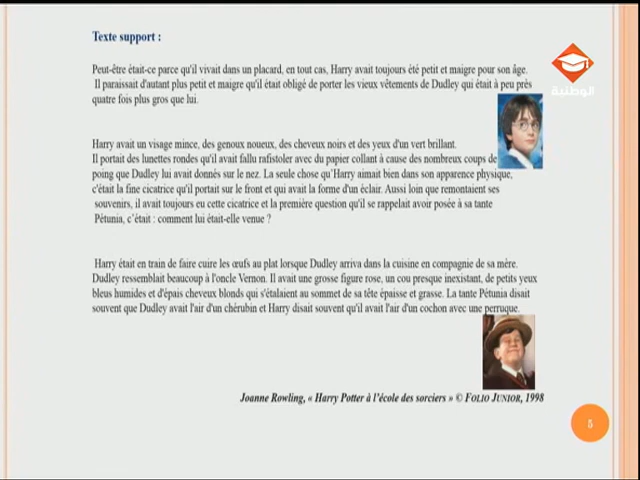 Texte support :
Peut-être était-ce parce qu'il vivait dans un placard, en tout cas, Harry avait toujours été petit et maigre pour son âge.
Il paraissait d'autant plus petit et maigre qu'il était obligé de porter les vieux vêtements de Dudley qui était à peu près
quatre fois plus gros que lui.
الوطنية
Harry avait un visage mince, des genoux noueux, des cheveux noirs et des yeux d'un vert brillant.
Il portait des lunettes rondes qu'il avait fallu rafistoler avec du papier collant à cause des nombreux coups de
poing que Dudley lui avait donnés sur le nez. La seule chose qu'Harry aimait bien dans son apparence physique,
c'était la fine cicatrice qu'il portait sur le front et qui avait la forme d'un éclair. Aussi loin que remontaient ses
souvenirs, il avait toujours eu cette cicatrice et la première question qu'il se rappelait avoir posée à sa tante
Pétunia, c'était : comment lui était-elle venue ?
Harry était en train de faire cuire les œufs au plat lorsque Dudley arriva dans la cuisine en compagnie de sa mère.
Dudley ressemblait beaucoup à l'oncle Vernon. Il avait une grosse figure rose, un cou presque inexistant, de petits yeux
bleus humides et d'épais cheveux blonds qui s'étalaient au sommet de sa tête épaisse et grasse. La tante Pétunia disait
souvent que Dudley avait l'air d'un chérubin et Harry disait souvent qu'il avait l'air d'un cochon avec une perruque.
Joanne Rowling, « Harry Potter à l'école des sorciers » © FOLIO JUNIOR, 1998
5